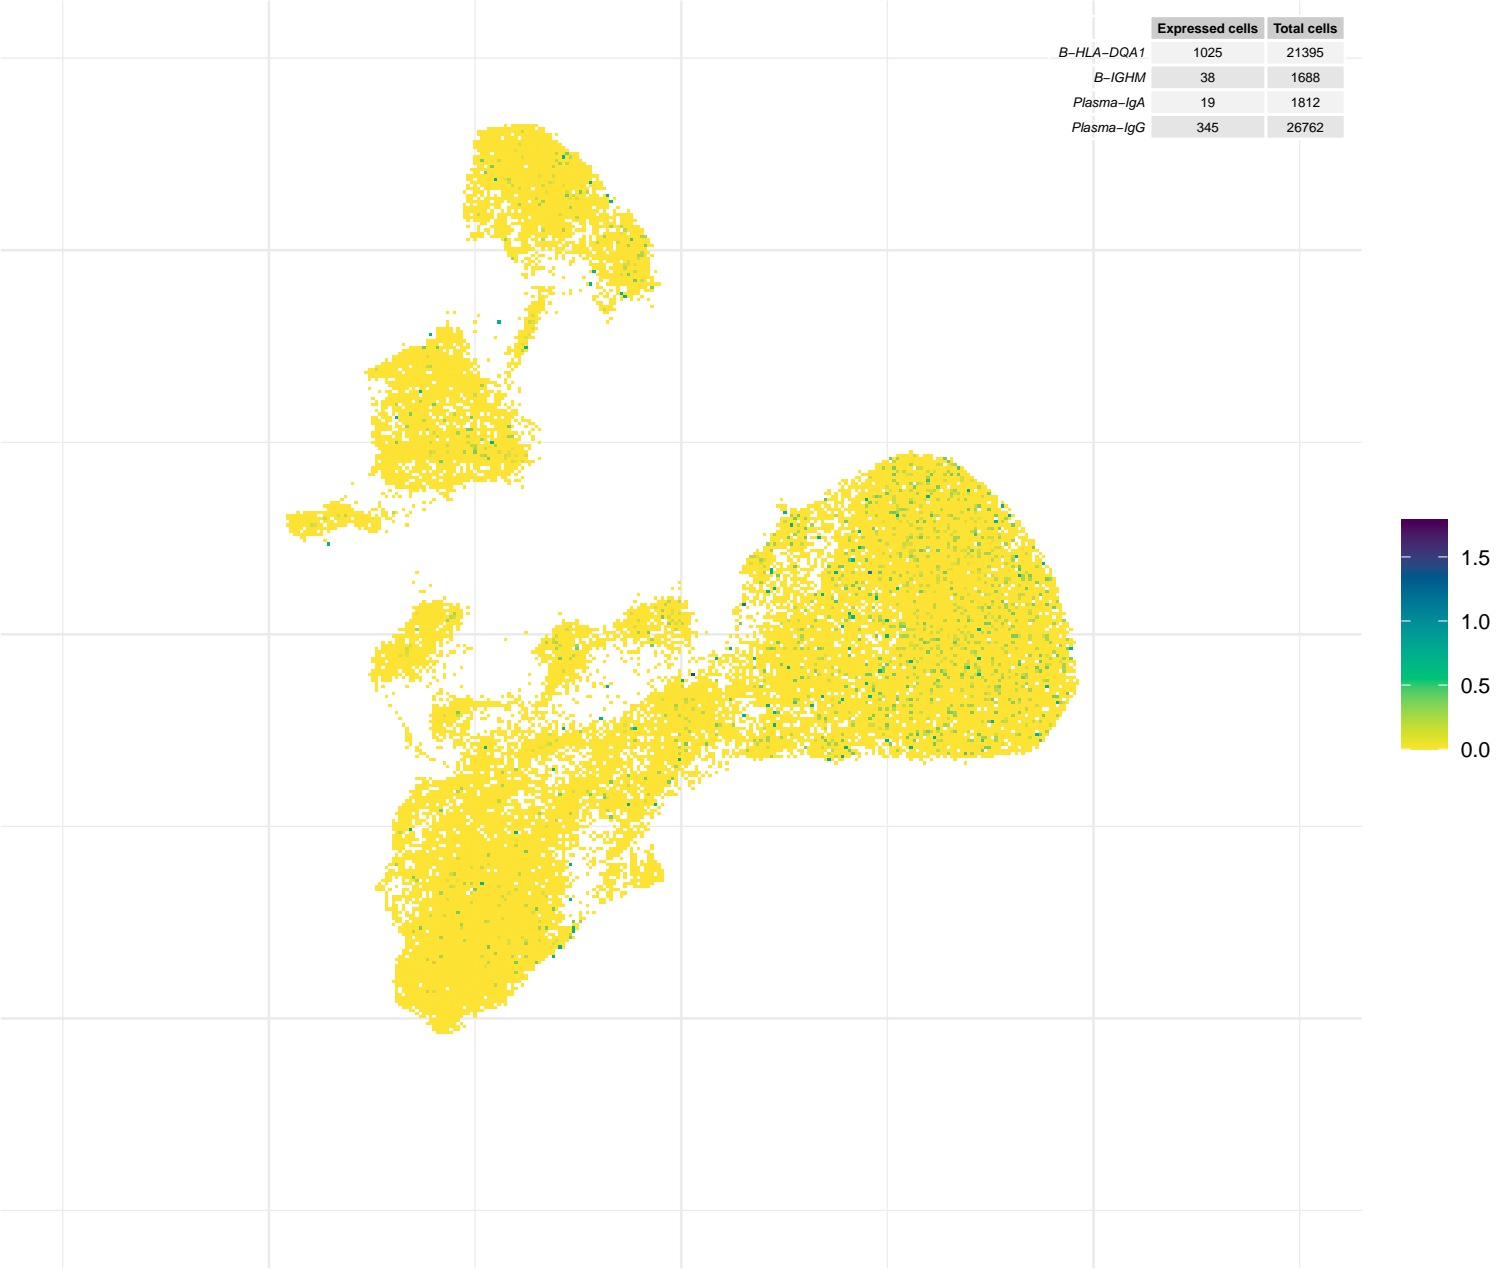 Expressed cells Total cells
B−HLA−DQA1 1025 21395
B−IGHM 38 1688
Plasma−IgA 19 1812
Plasma−IgG 345 26762
1.5
1.0
0.5
0.0